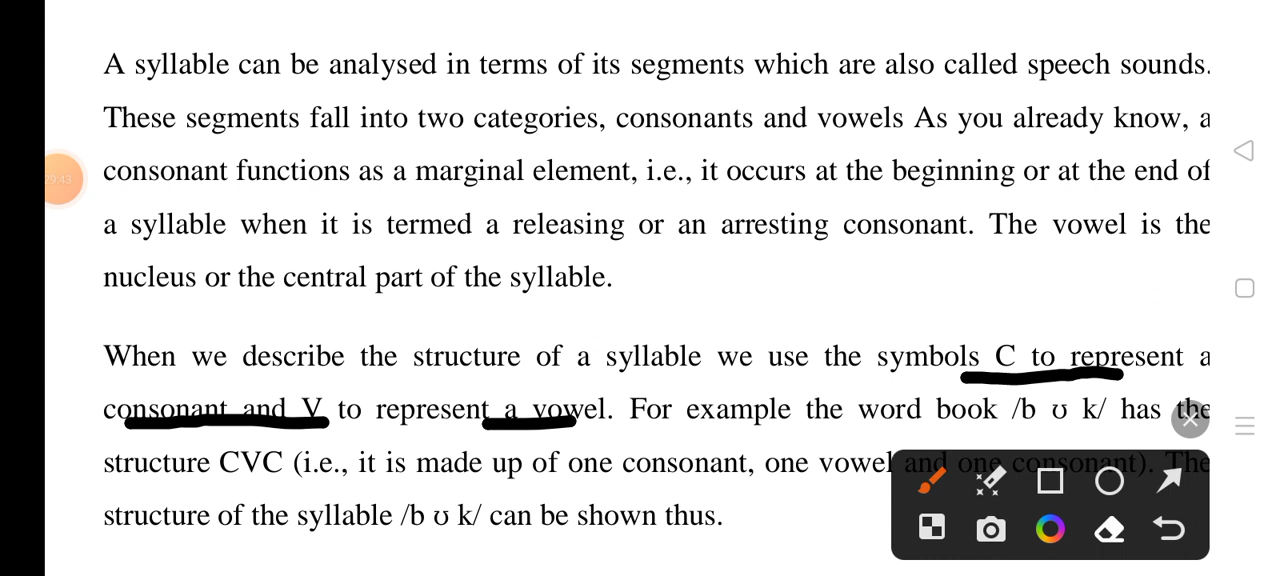 A syllable can be analysed in terms of its segments which are also called speech sounds.
These segments fall into two categories, consonants and vowels As you already know, a
29:43
consonant functions as a marginal element, i.e., it occurs at the beginning or at the end of
a syllable when it is termed a releasing or an arresting consonant. The vowel is the
nucleus or the central part of the syllable.
When we describe the structure of a syllable we use the symbols C to represent a
consonant and V to represent a vowel. For example the word book /b ʊ k/ has the
structure CVC (i.e., it is made up of one consonant, one vowel and one consonant). The
structure of the syllable /b ʊ k/ can be shown thus.